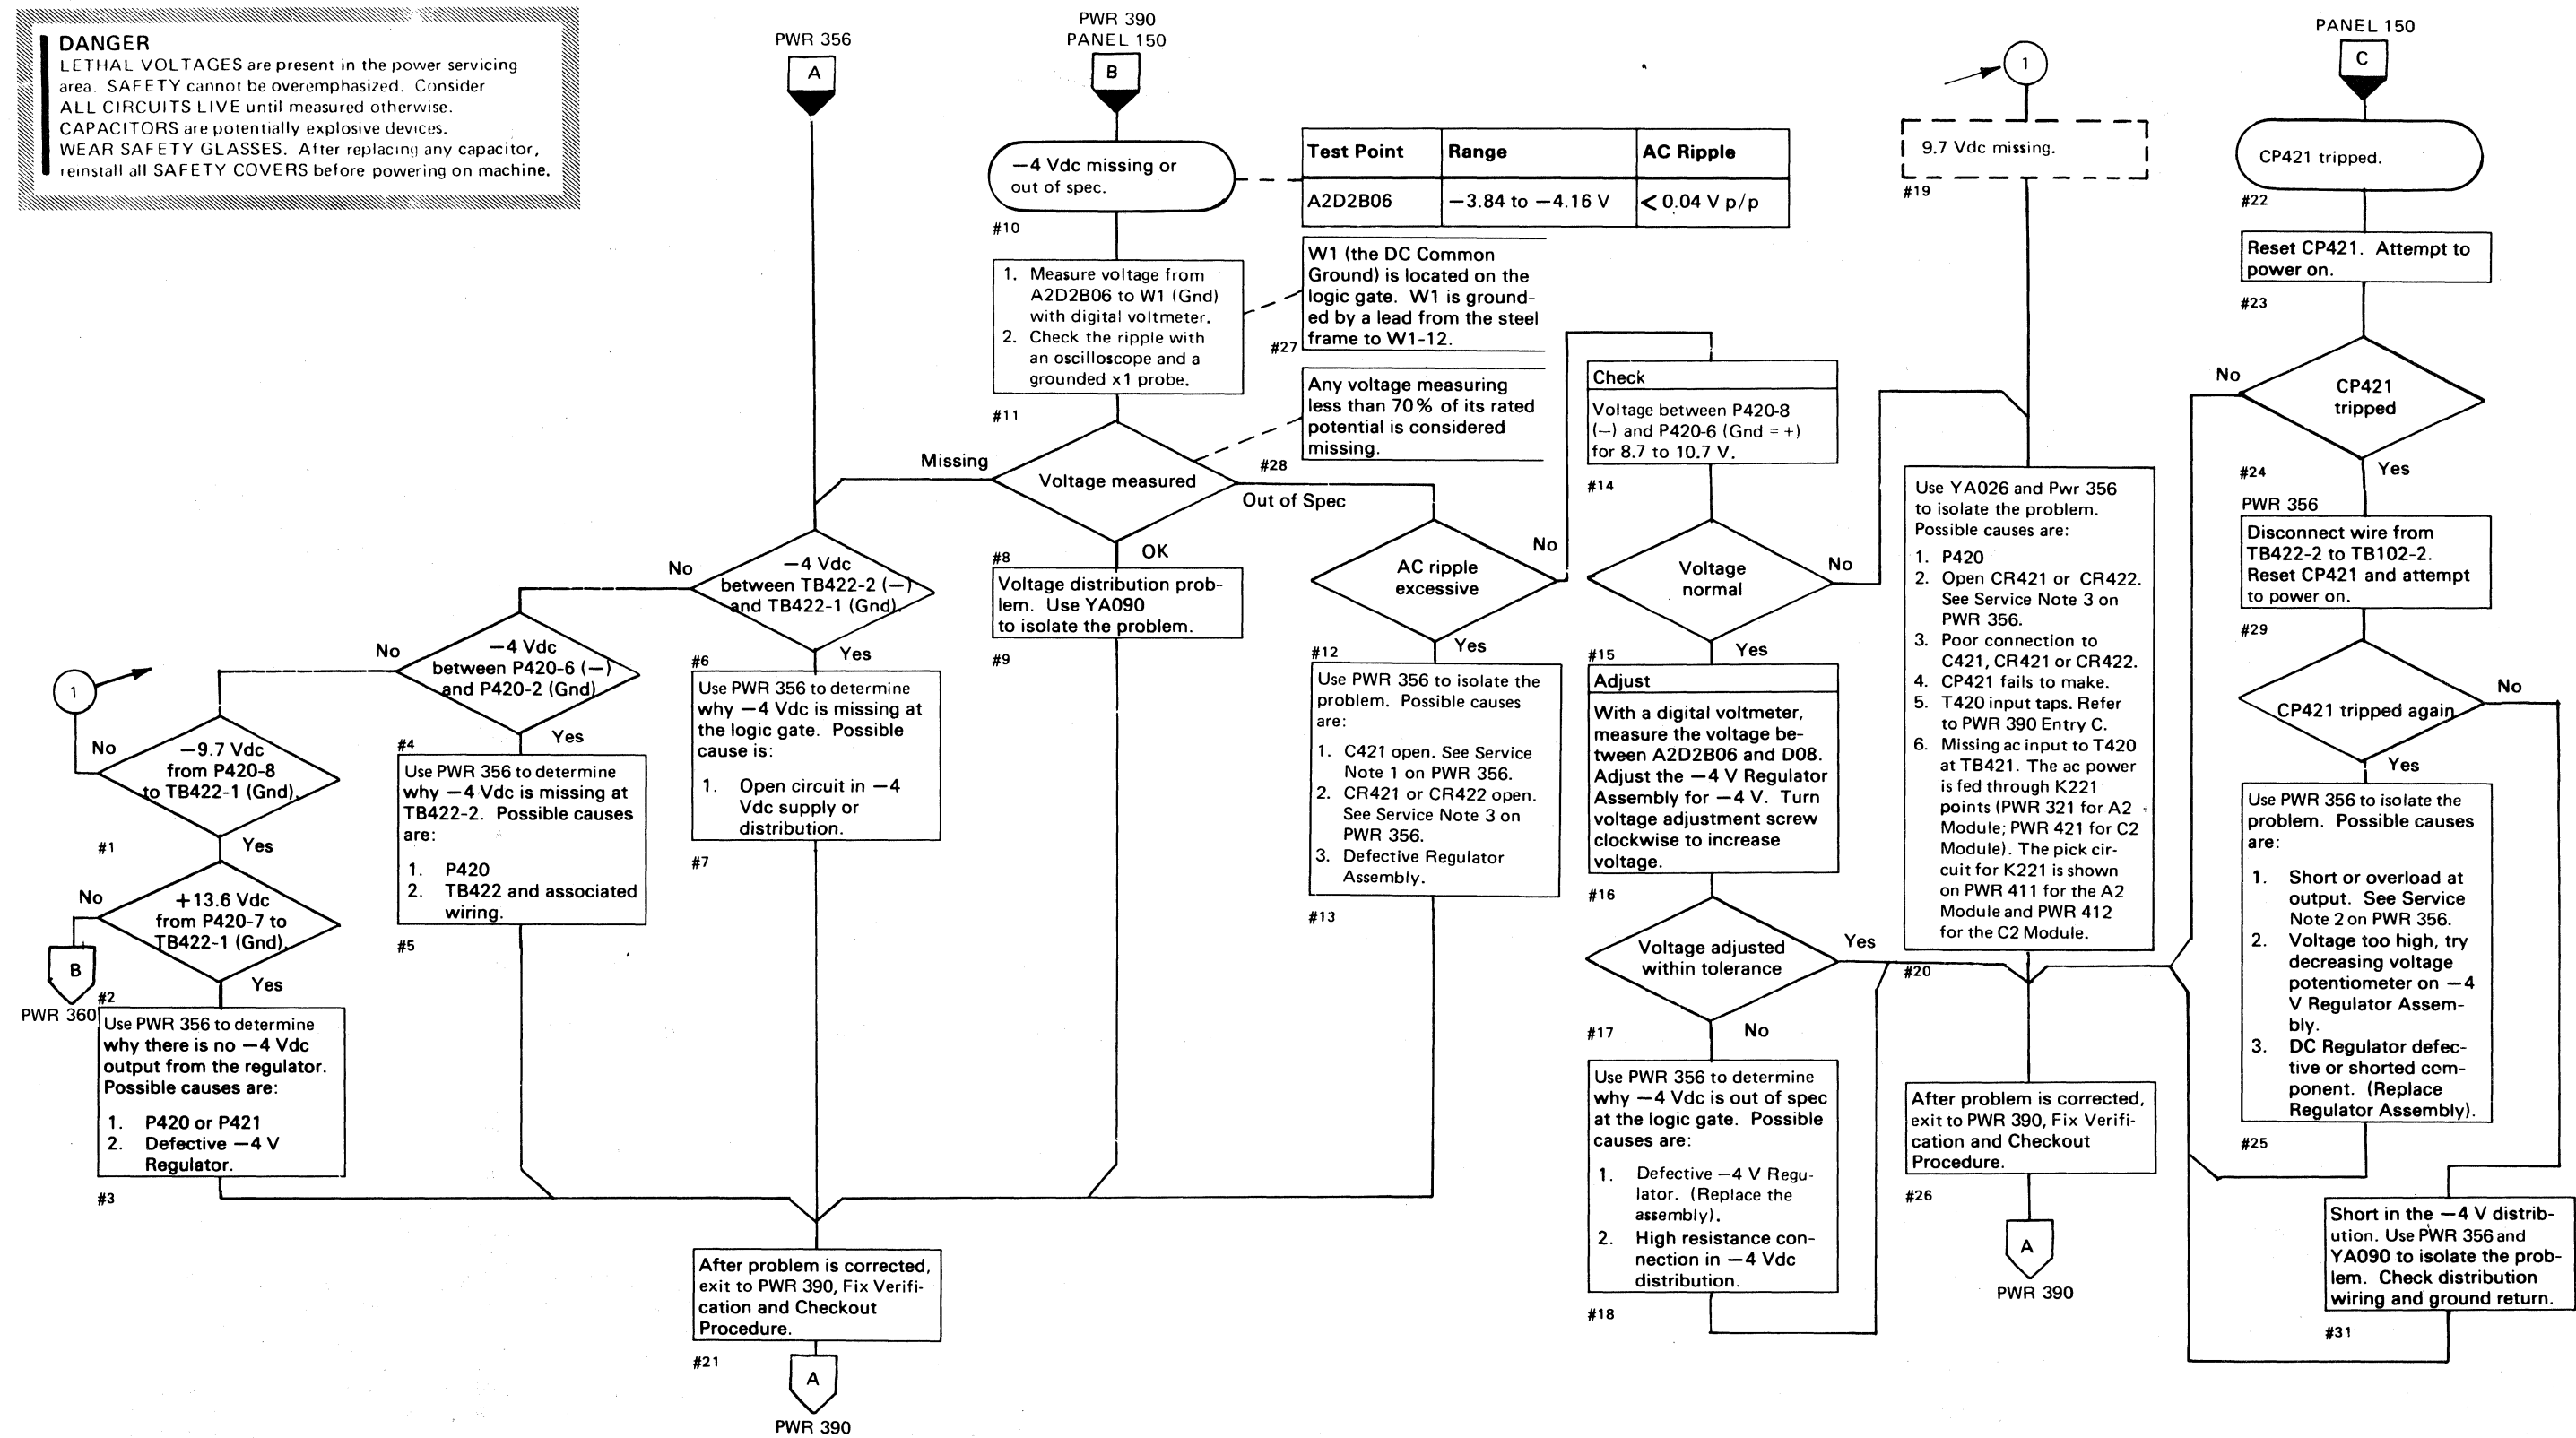 DANGER
LETHAL VOLTAGES are present in the power servicing
area. SAFETY cannot be overemphasized. Consider
ALL CIRCUITS LIVE until measured otherwise.
CAPACITORS are potentially explosive devices.
WEAR SAFETY GLASSES. After replacing any capacitor,
reinstall all SAFETY COVERS before powering on machine.
PWR 356
A
PWR 390
PANEL 150
B
−4 Vdc missing or
out of spec.
#10
Test Point Range AC Ripple
A2D2B06 −3.84 to −4.16 V < 0.04 V p/p
1. Measure voltage from
A2D2B06 to W1 (Gnd)
with digital voltmeter.
2. Check the ripple with
an oscilloscope and a
grounded x1 probe.
#11
W1 (the DC Common
Ground) is located on the
logic gate. W1 is ground-
ed by a lead from the steel
frame to W1-12.
#27
Any voltage measuring
less than 70% of its rated
potential is considered
missing.
#28
Missing
Voltage measured
Out of Spec
OK
#8
Voltage distribution prob-
lem. Use YA090
to isolate the problem.
#9
−4 Vdc
between TB422-2 (−)
and TB422-1 (Gnd).
No
Yes
#6
Use PWR 356 to determine
why −4 Vdc is missing at
the logic gate. Possible
cause is:
1. Open circuit in −4
Vdc supply or
distribution.
#7
−4 Vdc
between P420-6 (−)
and P420-2 (Gnd)
No
Yes
#4
Use PWR 356 to determine
why −4 Vdc is missing at
TB422-2. Possible causes
are:
1. P420
2. TB422 and associated
wiring.
#5
1
No
−9.7 Vdc
from P420-8
to TB422-1 (Gnd).
#1
Yes
No
+13.6 Vdc
from P420-7 to
TB422-1 (Gnd).
B
PWR 360
Yes
#2
Use PWR 356 to determine
why there is no −4 Vdc
output from the regulator.
Possible causes are:
1. P420 or P421
2. Defective −4 V
Regulator.
#3
After problem is corrected,
exit to PWR 390, Fix Verifi-
cation and Checkout
Procedure.
#21
A
PWR 390
AC ripple
excessive
No
Yes
#12
Use PWR 356 to isolate the
problem. Possible causes
are:
1. C421 open. See Service
Note 1 on PWR 356.
2. CR421 or CR422 open.
See Service Note 3 on
PWR 356.
3. Defective Regulator
Assembly.
#13
Check
Voltage between P420-8
(−) and P420-6 (Gnd = +)
for 8.7 to 10.7 V.
#14
Voltage
normal
No
Yes
#15
Adjust
With a digital voltmeter,
measure the voltage be-
tween A2D2B06 and D08.
Adjust the −4 V Regulator
Assembly for −4 V. Turn
voltage adjustment screw
clockwise to increase
voltage.
#16
Voltage adjusted
within tolerance
Yes
No
#17
Use PWR 356 to determine
why −4 Vdc is out of spec
at the logic gate. Possible
causes are:
1. Defective −4 V Regu-
lator. (Replace the
assembly).
2. High resistance con-
nection in −4 Vdc
distribution.
#18
1
9.7 Vdc missing.
#19
Use YA026 and Pwr 356
to isolate the problem.
Possible causes are:
1. P420
2. Open CR421 or CR422.
See Service Note 3 on
PWR 356.
3. Poor connection to
C421, CR421 or CR422.
4. CP421 fails to make.
5. T420 input taps. Refer
to PWR 390 Entry C.
6. Missing ac input to T420
at TB421. The ac power
is fed through K221
points (PWR 321 for A2
Module; PWR 421 for C2
Module). The pick cir-
cuit for K221 is shown
on PWR 411 for the A2
Module and PWR 412
for the C2 Module.
#20
After problem is corrected,
exit to PWR 390, Fix Verifi-
cation and Checkout
Procedure.
#26
A
PWR 390
PANEL 150
C
CP421 tripped.
#22
Reset CP421. Attempt to
power on.
#23
No
CP421
tripped
Yes
#24
PWR 356
Disconnect wire from
TB422-2 to TB102-2.
Reset CP421 and attempt
to power on.
#29
CP421 tripped again
No
Yes
Use PWR 356 to isolate the
problem. Possible causes
are:
1. Short or overload at
output. See Service
Note 2 on PWR 356.
2. Voltage too high, try
decreasing voltage
potentiometer on −4
V Regulator Assem-
bly.
3. DC Regulator defec-
tive or shorted com-
ponent. (Replace
Regulator Assembly).
#25
Short in the −4 V distrib-
ution. Use PWR 356 and
YA090 to isolate the prob-
lem. Check distribution
wiring and ground return.
#31